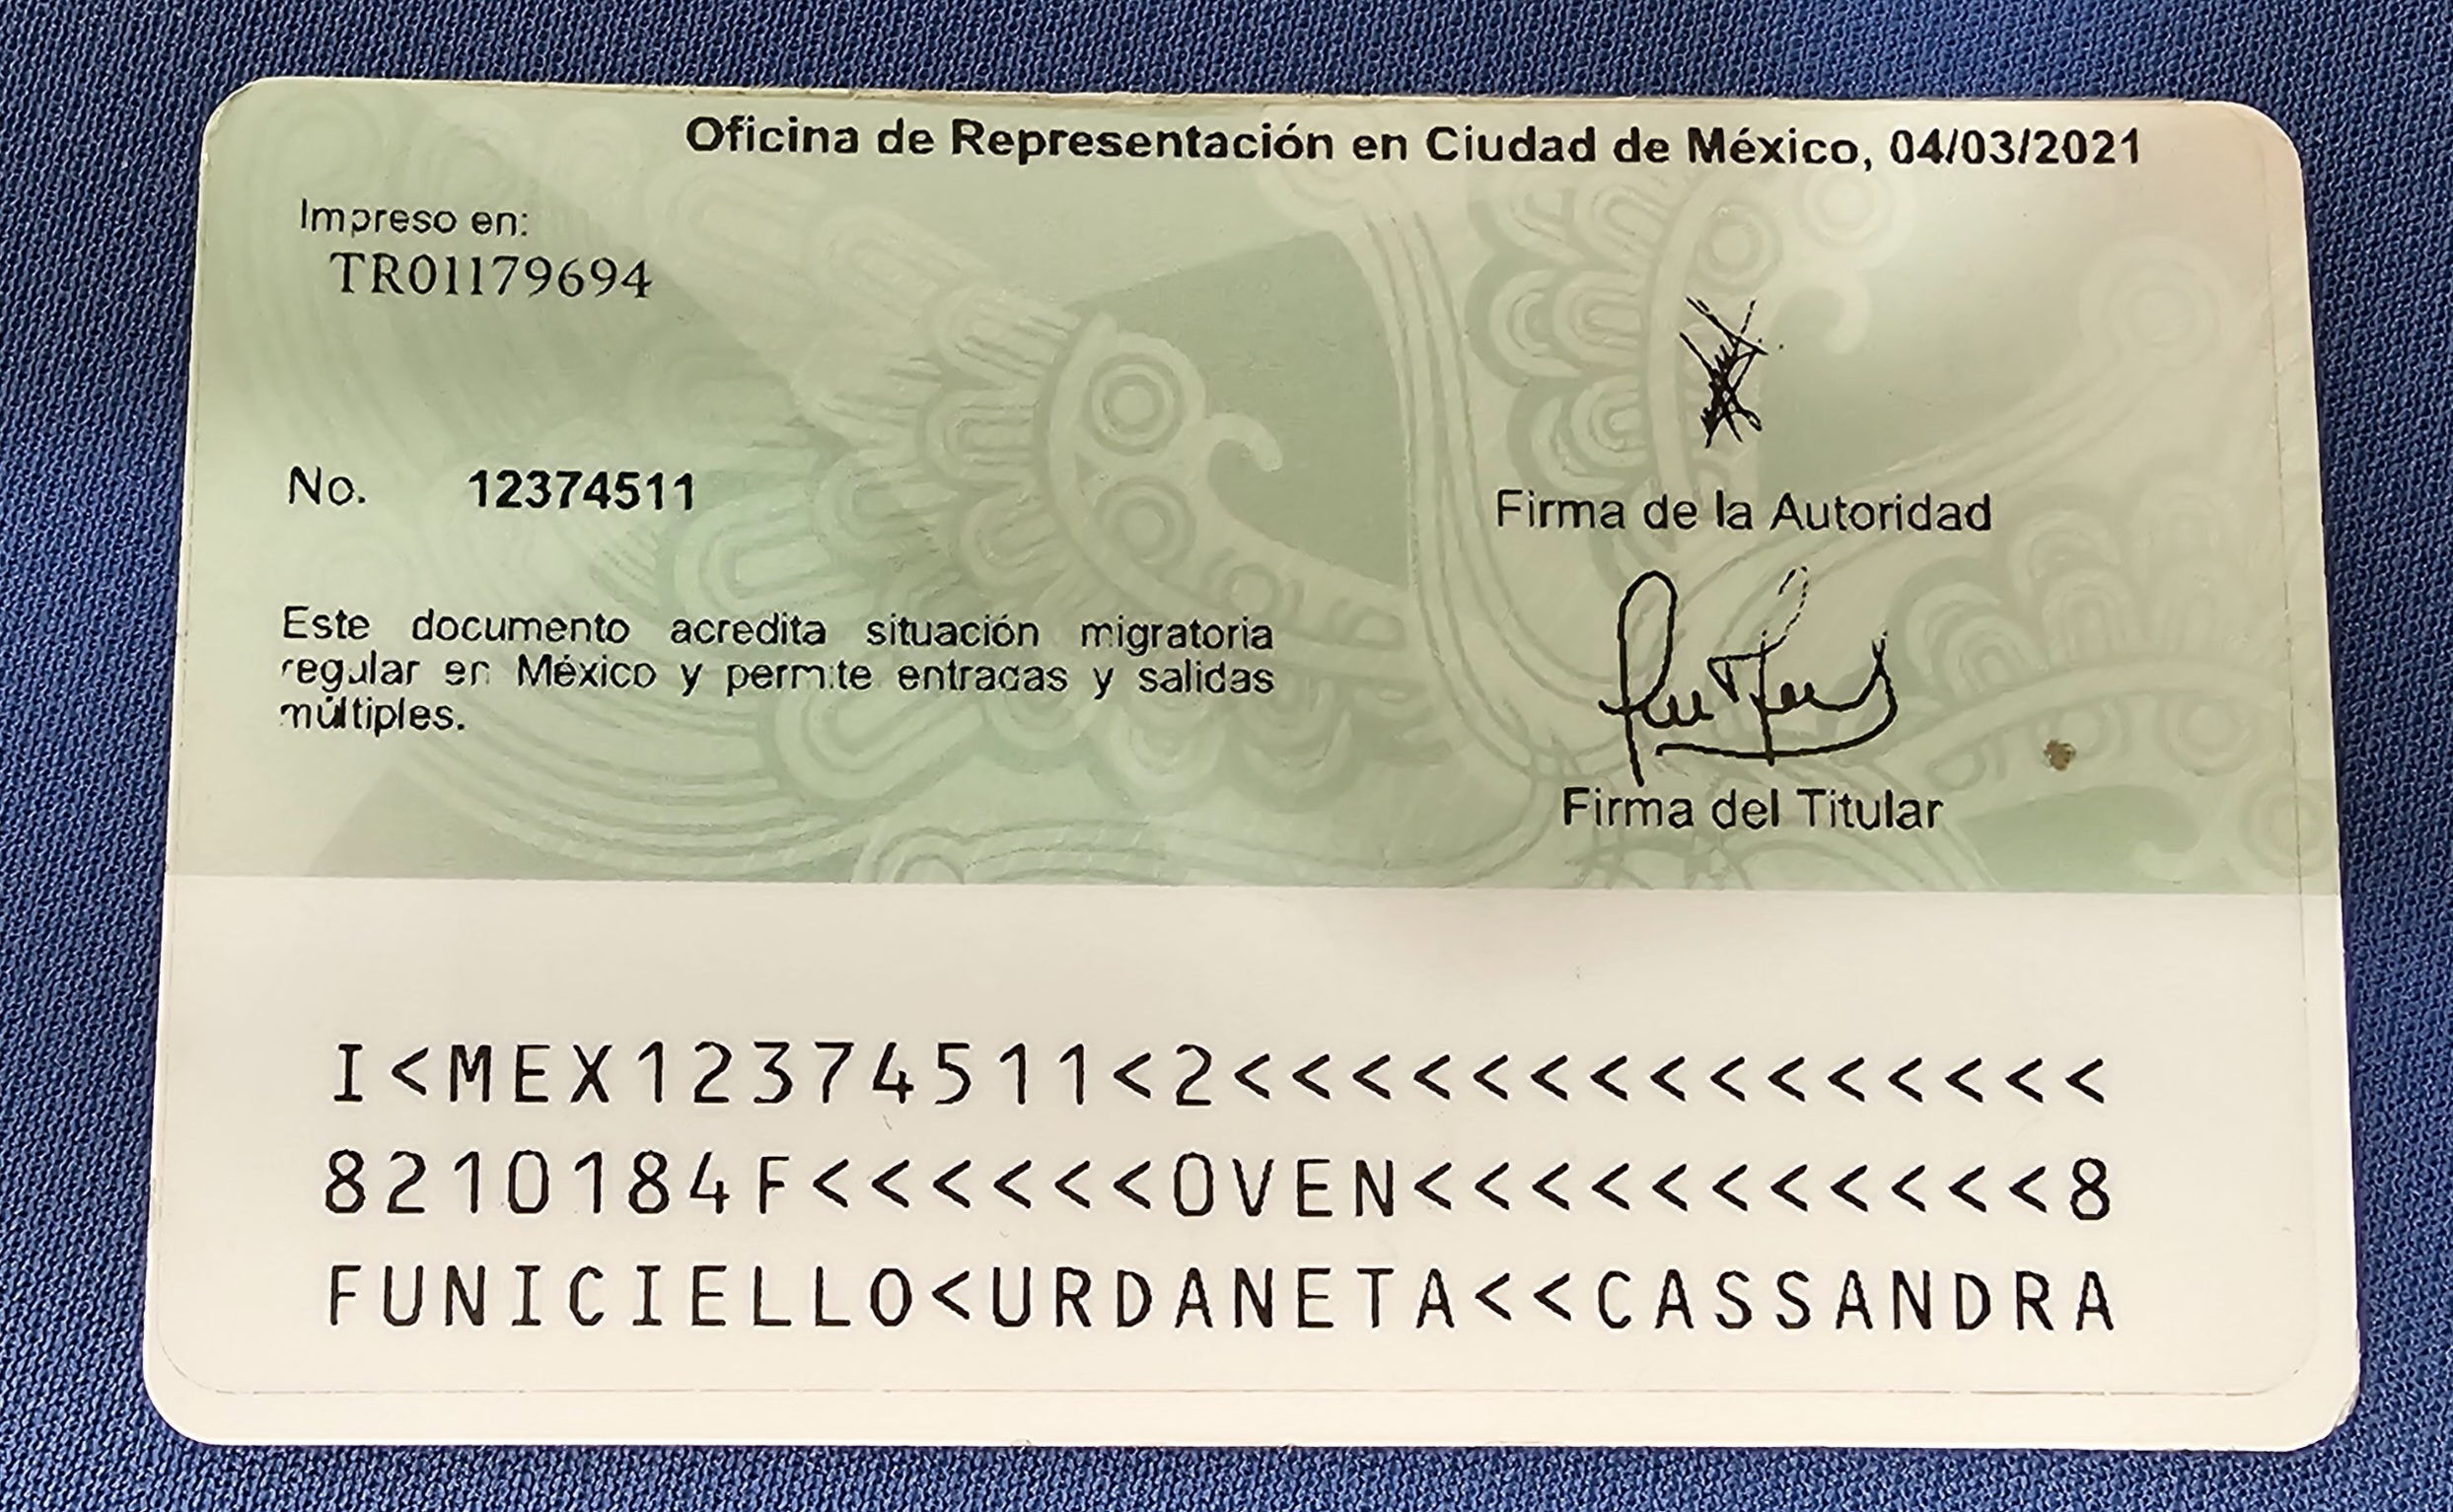 Oficina de Representación en Ciudad de México, 04/03/2021
Impreso en:
TR01179694
No. 12374511
Firma de la Autoridad
Este documento acredita situación migratoria
regular en México y permite entradas y salidas
múltiples.
Firma del Titular
I<MEX12374511<2<<<<<<<<<<<<<<<
8210184F<<<<<<OVEN<<<<<<<<<<<8
FUNICIELLO<URDANETA<<CASSANDRA